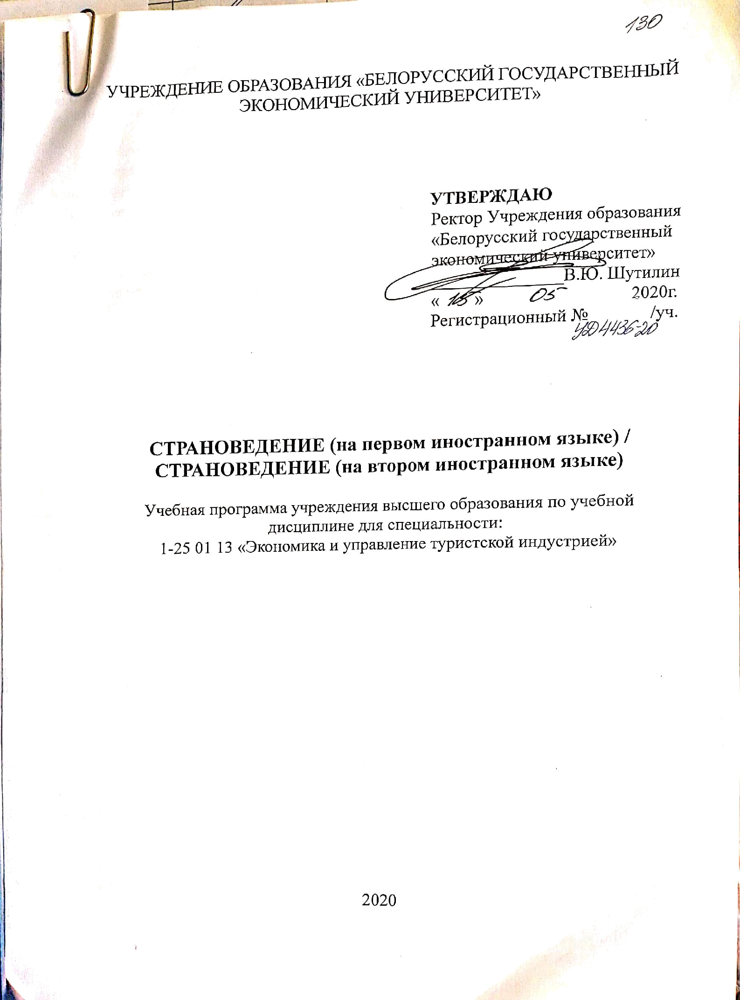 130
УЧРЕЖДЕНИЕ ОБРАЗОВАНИЯ «БЕЛОРУССКИЙ ГОСУДАРСТВЕННЫЙ
ЭКОНОМИЧЕСКИЙ УНИВЕРСИТЕТ»
УТВЕРЖДАЮ
Ректор Учреждения образования
«Белорусский государственный
экономический университет»
В.Ю. Шутилин
« 15 » 05 2020г.
Регистрационный № /уч.
УД 4436-20
СТРАНОВЕДЕНИЕ (на первом иностранном языке) /
СТРАНОВЕДЕНИЕ (на втором иностранном языке)
Учебная программа учреждения высшего образования по учебной
дисциплине для специальности:
1-25 01 13 «Экономика и управление туристской индустрией»
2020